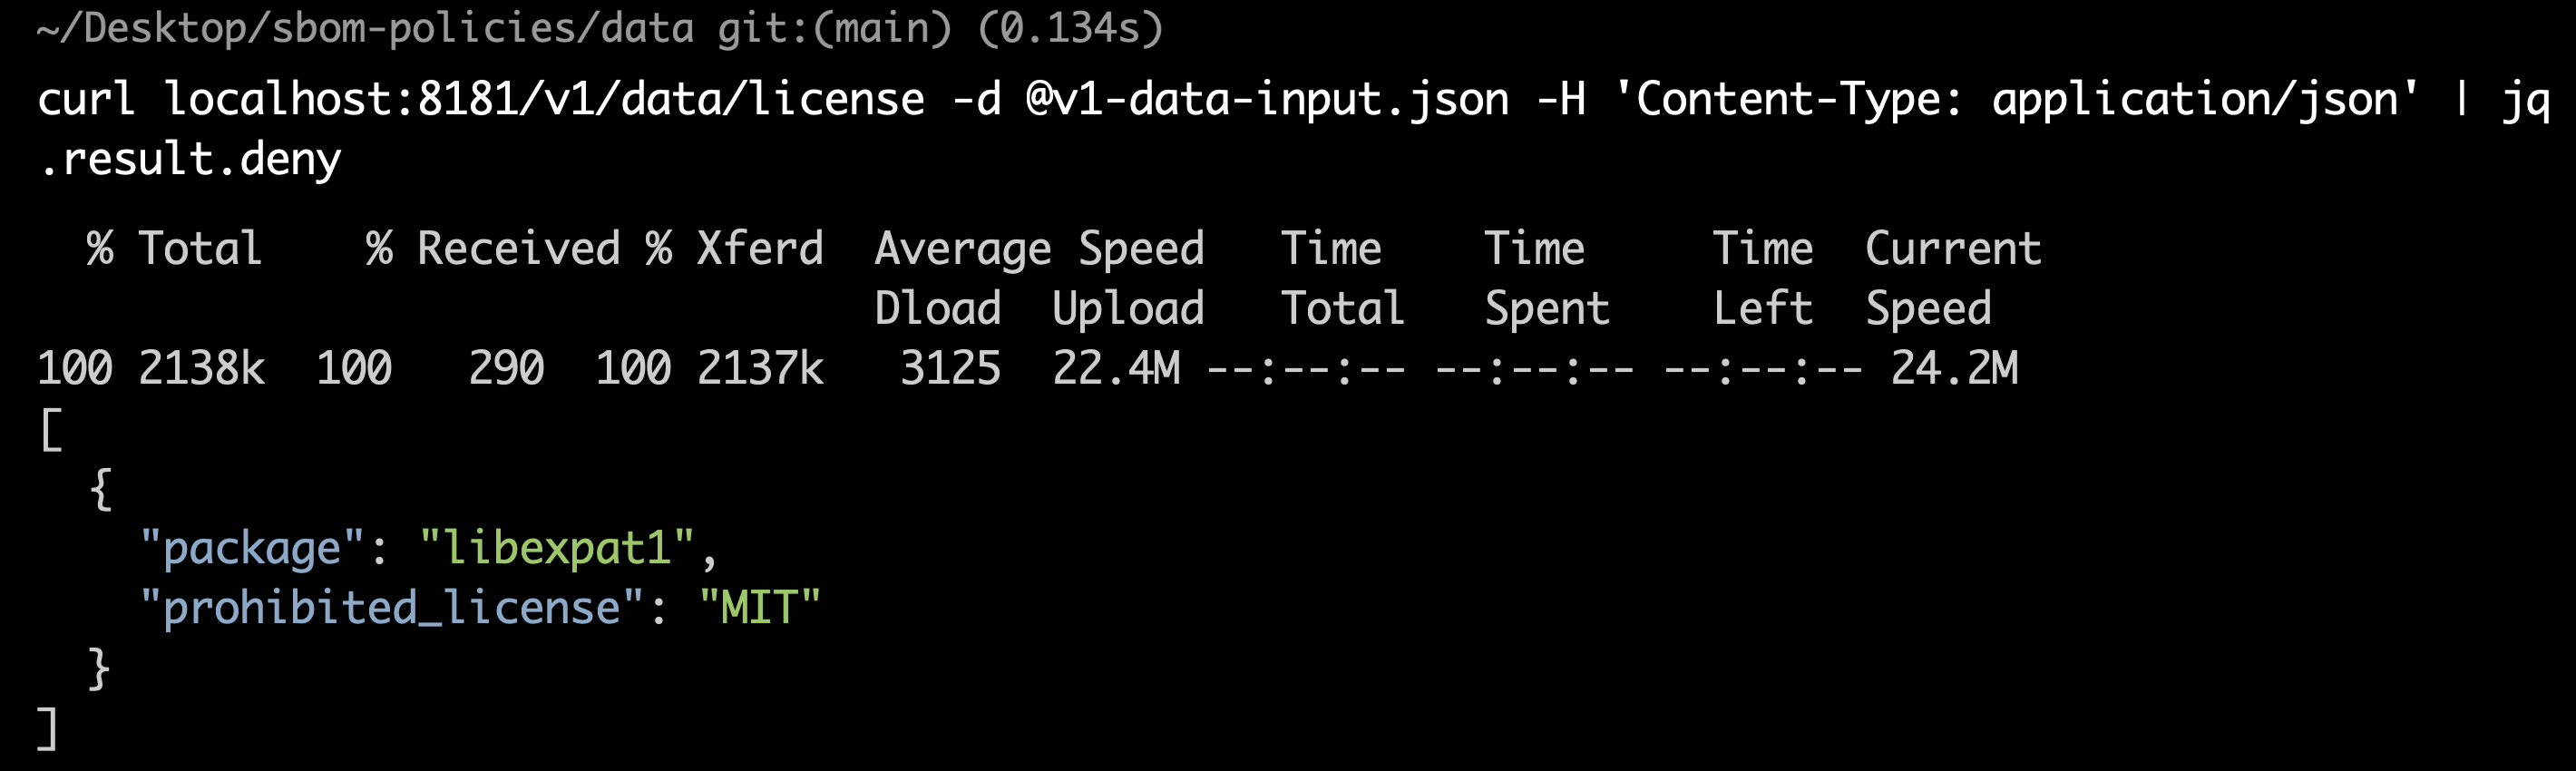 ~/Desktop/sbom-policies/data git:(main) (0.134s)
curl localhost:8181/v1/data/license -d @v1-data-input.json -H 'Content-Type: application/json' | jq
.result.deny
  % Total    % Received % Xferd  Average Speed   Time    Time     Time  Current
                                 Dload  Upload   Total   Spent    Left  Speed
100 2138k  100   290  100 2137k   3125  22.4M --:--:-- --:--:-- --:--:-- 24.2M
[
  {
    "package": "libexpat1",
    "prohibited_license": "MIT"
  }
]